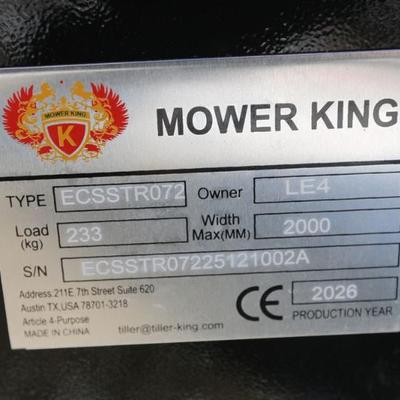 MOWER KING
K
MOWER KING
TYPE ECSSTR072 Owner LE4
Load (kg) 233 Width Max(MM) 2000
S/N ECSSTR07225121002A
Address:211E.7th Street Suite 620
Austin TX,USA 78701-3218
Article 4-Purpose
MADE IN CHINA tiller@tiller-king.com
CE 2026
PRODUCTION YEAR